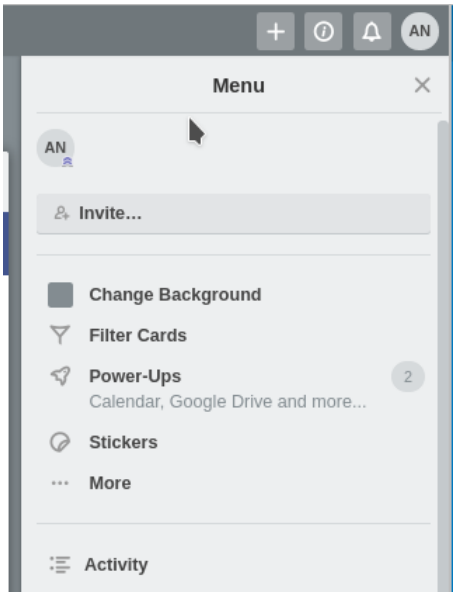 AN
Menu
AN
Invite...
Change Background
Filter Cards
Power-Ups
2
Calendar, Google Drive and more...
Stickers
More
Activity